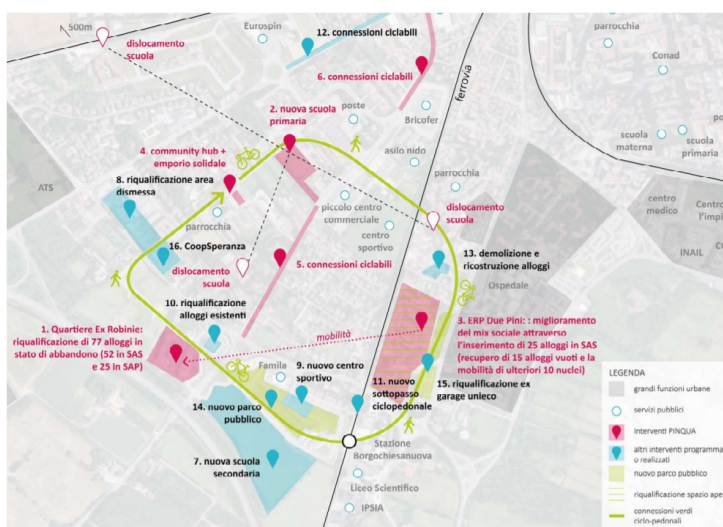 500m
Eurospin
12. connessioni ciclabili
parrocchia
dislocamento
scuola
Conad
6. connessioni ciclabili
ferrovia
2. nuova scuola
primaria
poste
Bricofer
4. community hub +
emporio solidale
asilo nido
scuola
materna
scuola
primaria
8. riqualificazione area
dismessa
ATS
parrocchia
piccolo centro
commerciale
centro
sportivo
parrocchia
dislocamento
scuola
centro
medico
INAIL
16. CoopSperanza
dislocamento
scuola
5. connessioni ciclabili
13. demolizione e
ricostruzione alloggi
Ospedale
10. riqualificazione
alloggi esistenti
1. Quartiere Ex Robinie:
riqualificazione di 77 alloggi in
stato di abbandono (52 in SAS
e 25 in SAP)
mobilità
3. ERP Due Pini: : miglioramento
del mix sociale attraverso
l'inserimento di 25 alloggi in SAS
(recupero di 15 alloggi vuoti e la
mobilità di ulteriori 10 nuclei)
Famila
9. nuovo centro
sportivo
11. nuovo
sottopasso
ciclopedonale
15. riqualificazione ex
garage unieco
14. nuovo parco
pubblico
7. nuova scuola
secondaria
Stazione
Borgochiesanuova
Liceo Scientifico
IPSIA
LEGENDA
grandi funzioni urbane
servizi pubblici
interventi PINQUA
altri interventi programma
o realizzati
nuovo parco pubblico
riqualificazione spazio ape
connessioni verdi
ciclo-pedonali